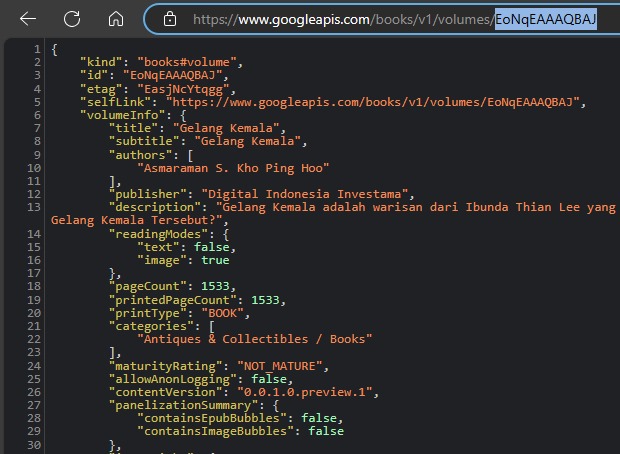 https://www.googleapis.com/books/v1/volumes/EoNqEAAAQBAJ
1 {
2 "kind": "books#volume",
3 "id": "EoNqEAAAQBAJ",
4 "etag": "EasjNcYtqgg",
5 "selfLink": "https://www.googleapis.com/books/v1/volumes/EoNqEAAAQBAJ",
6 "volumeInfo": {
7 "title": "Gelang Kemala",
8 "subtitle": "Gelang Kemala",
9 "authors": [
10 "Asmaraman S. Kho Ping Hoo"
11 ],
12 "publisher": "Digital Indonesia Investama",
13 "description": "Gelang Kemala adalah warisan dari Ibunda Thian Lee yang
Gelang Kemala Tersebut?",
14 "readingModes": {
15 "text": false,
16 "image": true
17 },
18 "pageCount": 1533,
19 "printedPageCount": 1533,
20 "printType": "BOOK",
21 "categories": [
22 "Antiques & Collectibles / Books"
23 ],
24 "maturityRating": "NOT_MATURE",
25 "allowAnonLogging": false,
26 "contentVersion": "0.0.1.0.preview.1",
27 "panelizationSummary": {
28 "containsEpubBubbles": false,
29 "containsImageBubbles": false
30 },